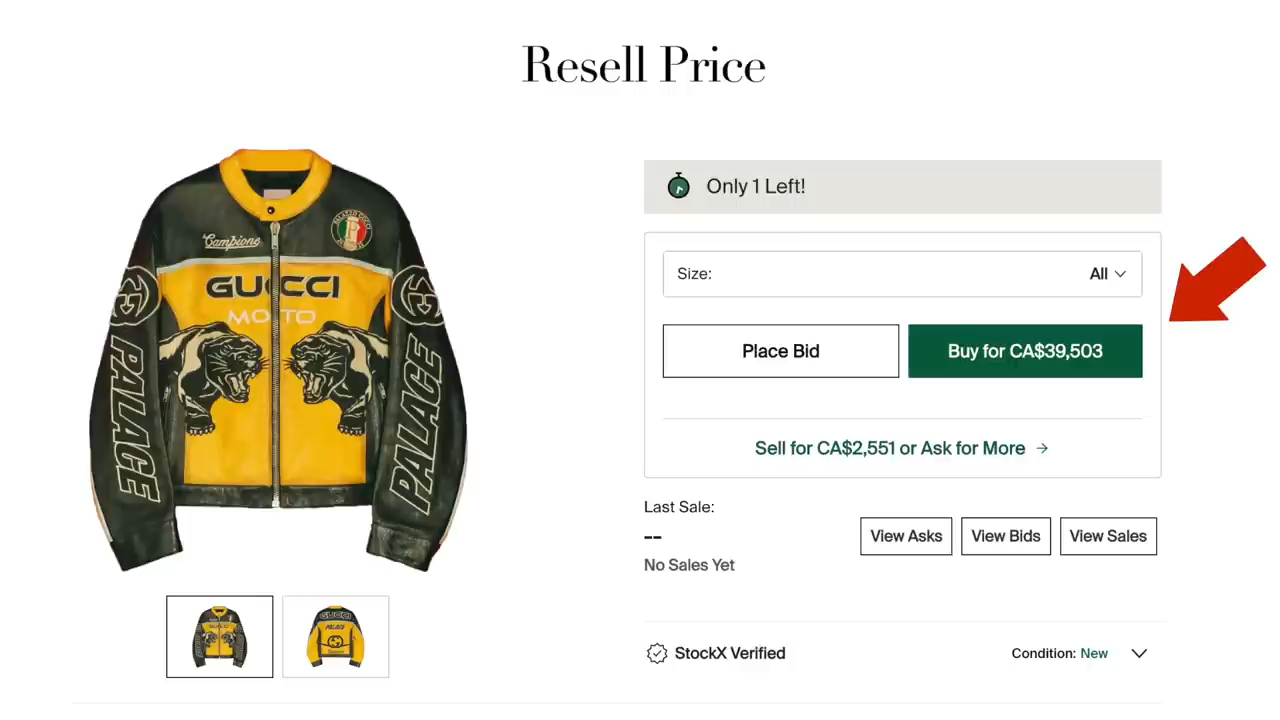 Resell Price
Only 1 Left!
Size:
All
Place Bid
Buy for CA$39,503
Sell for CA$2,551 or Ask for More
Last Sale:
--
No Sales Yet
View Asks
View Bids
View Sales
StockX Verified
Condition: New
Campione
GUCCI
MOTO
PALACE
PALACE
P
GUCCI
PALACE